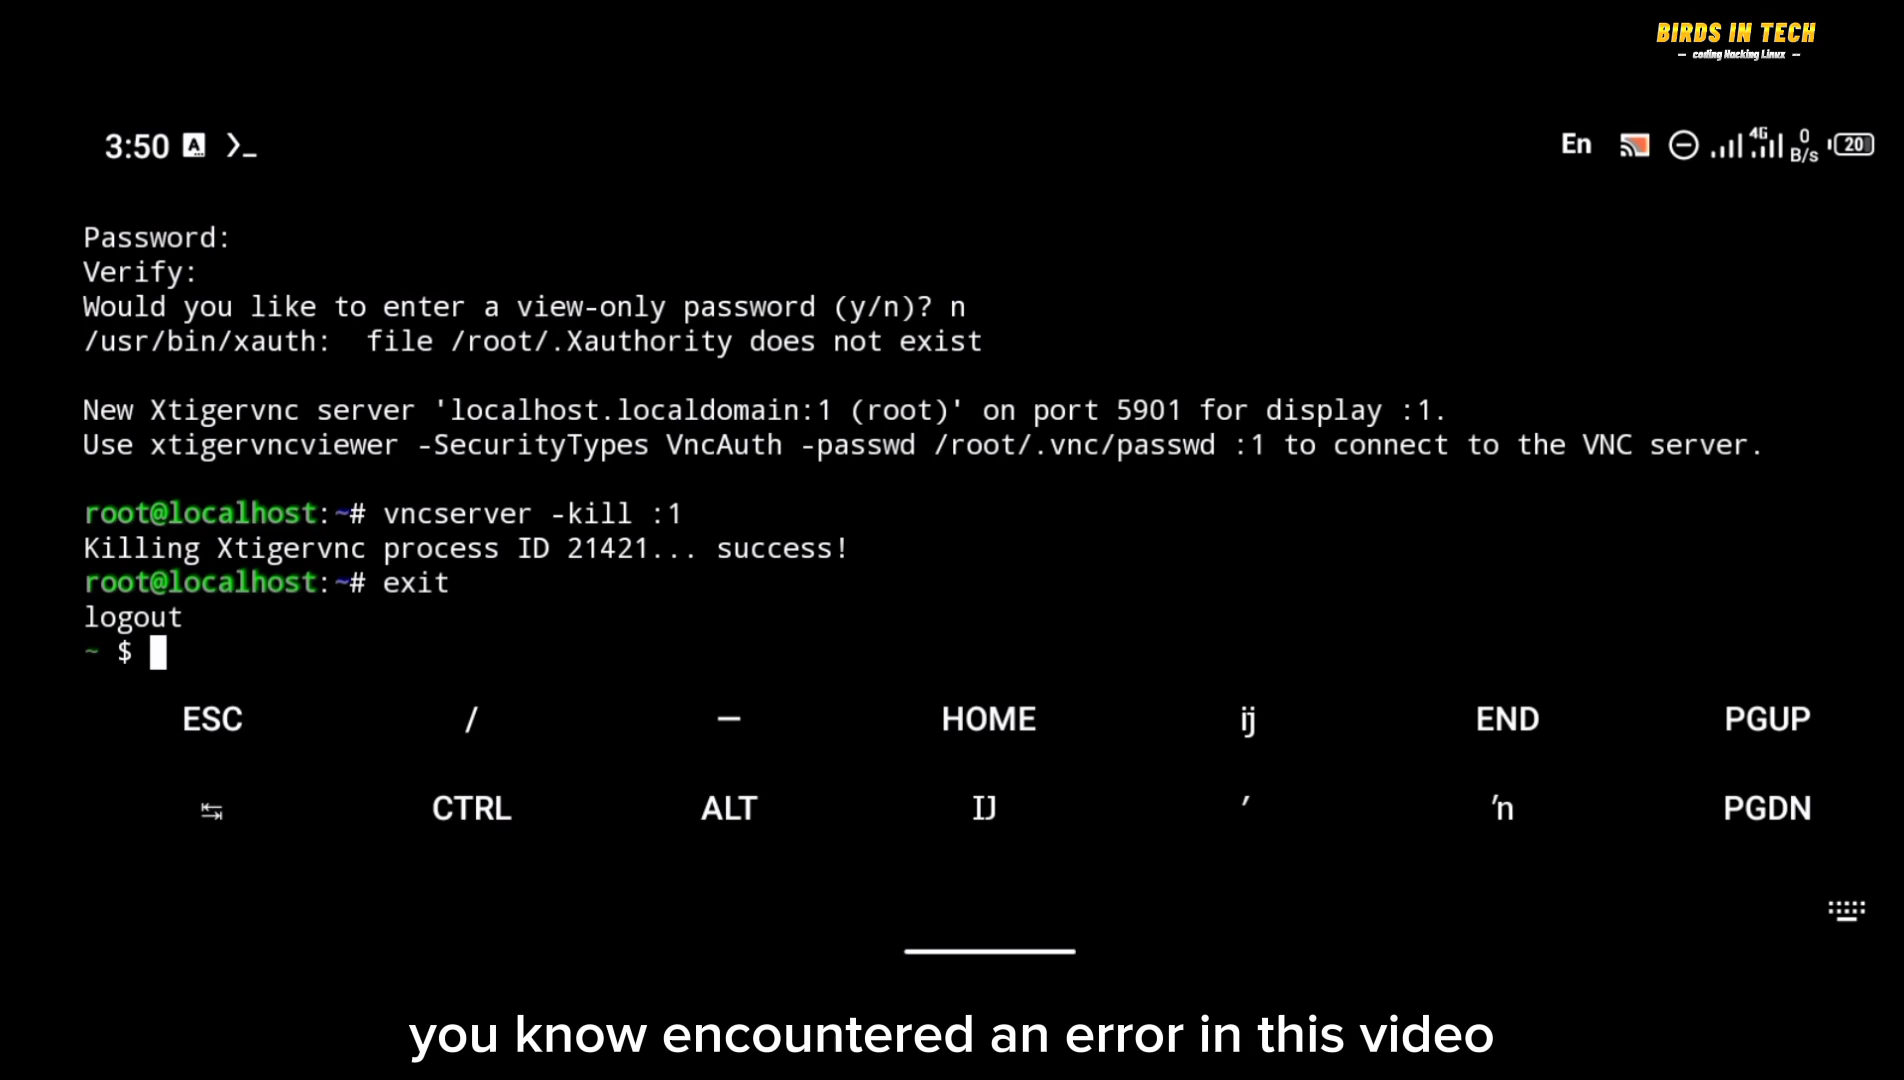 BIRDS IN TECH
— coding Hacking Linux —
3:50 A >_ En 4G 0 B/s 20
Password:
Verify:
Would you like to enter a view-only password (y/n)? n
/usr/bin/xauth:  file /root/.Xauthority does not exist
New Xtigervnc server 'localhost.localdomain:1 (root)' on port 5901 for display :1.
Use xtigervncviewer -SecurityTypes VncAuth -passwd /root/.vnc/passwd :1 to connect to the VNC server.
root@localhost:~# vncserver -kill :1
Killing Xtigervnc process ID 21421... success!
root@localhost:~# exit
logout
~ $
ESC / — HOME ĳ END PGUP
↹ CTRL ALT Ĳ ′ ŉ PGDN
you know encountered an error in this video